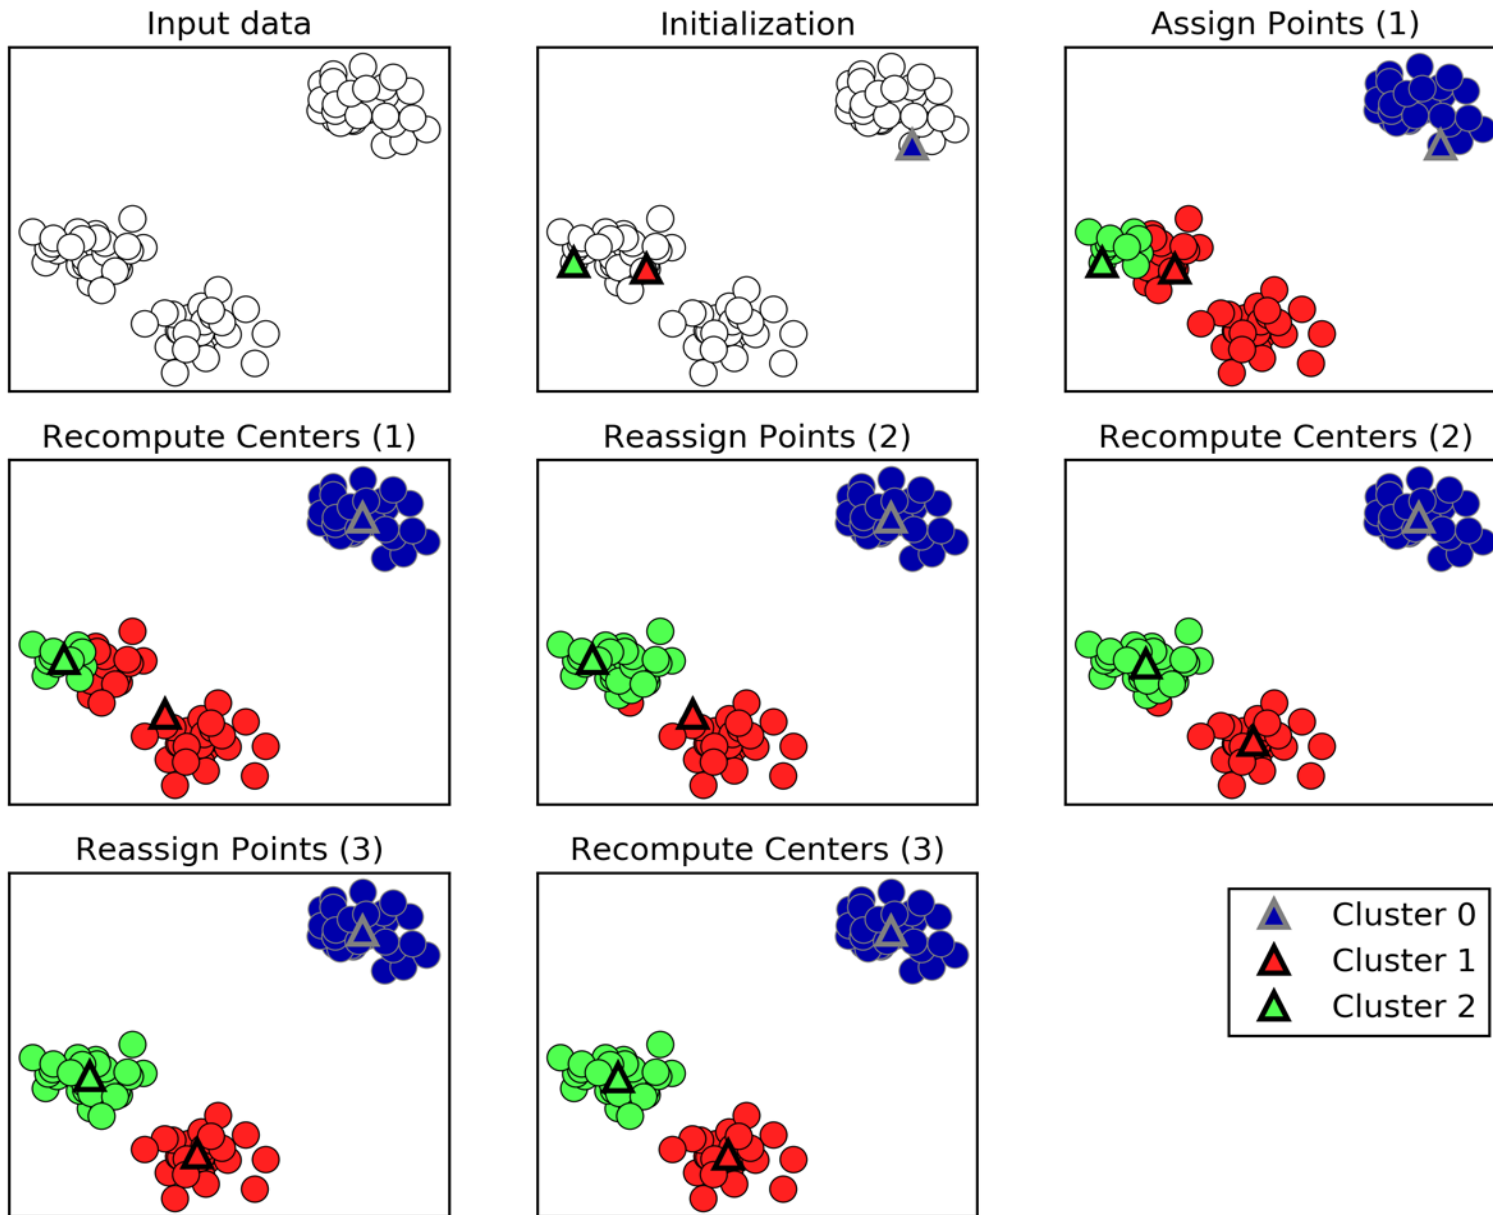 Input data
Initialization
Assign Points (1)
Recompute Centers (1)
Reassign Points (2)
Recompute Centers (2)
Reassign Points (3)
Recompute Centers (3)
Cluster 0
Cluster 1
Cluster 2